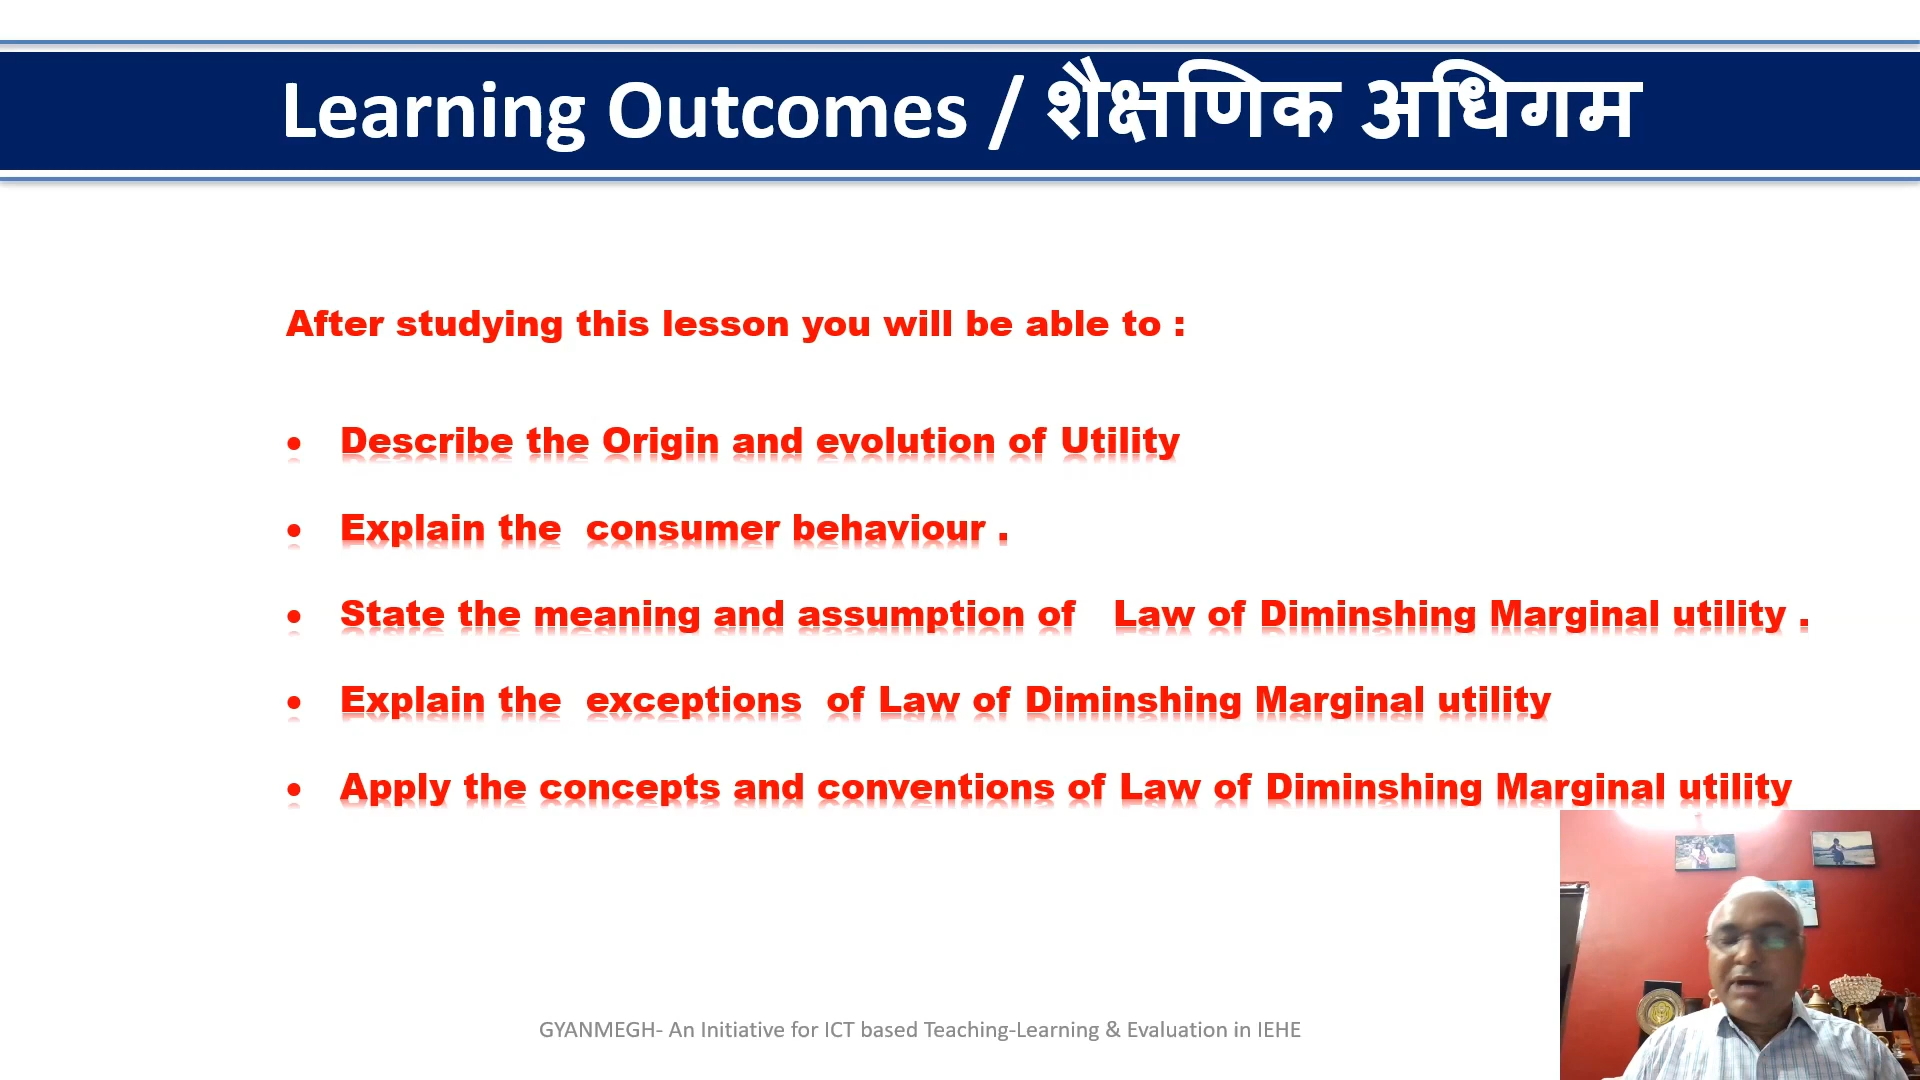 Learning Outcomes / शैक्षणिक अधिगम
After studying this lesson you will be able to :
• Describe the Origin and evolution of Utility
• Explain the consumer behaviour .
• State the meaning and assumption of Law of Diminshing Marginal utility .
• Explain the exceptions of Law of Diminshing Marginal utility
• Apply the concepts and conventions of Law of Diminshing Marginal utility
GYANMEGH- An Initiative for ICT based Teaching-Learning & Evaluation in IEHE